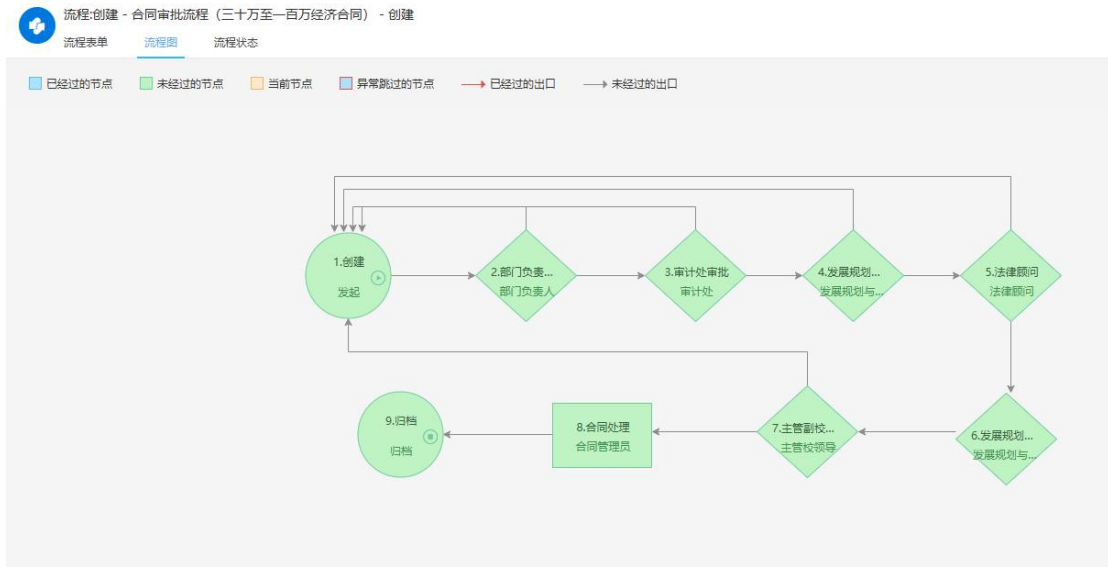 流程:创建 - 合同审批流程（三十万至一百万经济合同） - 创建
流程表单 流程图 流程状态
已经过的节点 未经过的节点 当前节点 异常跳过的节点 已经过的出口 未经过的出口
1.创建
发起
2.部门负责...
部门负责人
3.审计处审批
审计处
4.发展规划...
发展规划与...
5.法律顾问
法律顾问
6.发展规划...
发展规划与...
7.主管副校...
主管校领导
8.合同处理
合同管理员
9.归档
归档